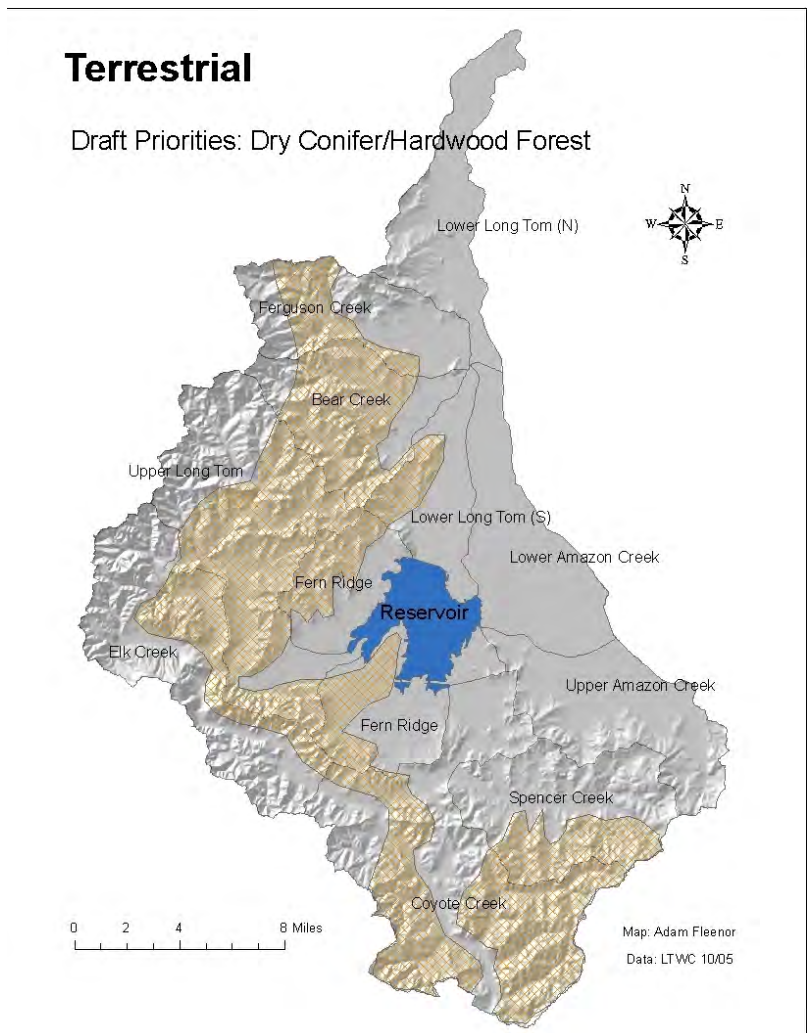 Terrestrial
Draft Priorities: Dry Conifer/Hardwood Forest
N
W E
S
Lower Long Tom (N)
Ferguson Creek
Bear Creek
Upper Long Tom
Lower Long Tom (S)
Lower Amazon Creek
Fern Ridge
Reservoir
Elk Creek
Upper Amazon Creek
Fern Ridge
Spencer Creek
Coyote Creek
0 2 4 8 Miles
Map: Adam Fleenor
Data: LTWC 10/05